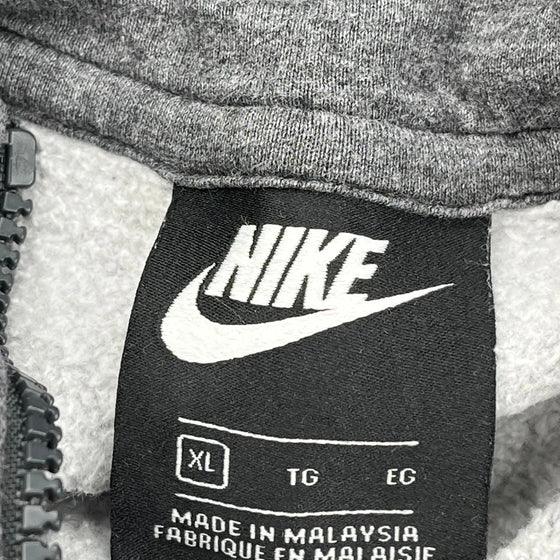 NIKE
XL TG EG
MADE IN MALAYSIA
FABRIQUE EN MALAISIE